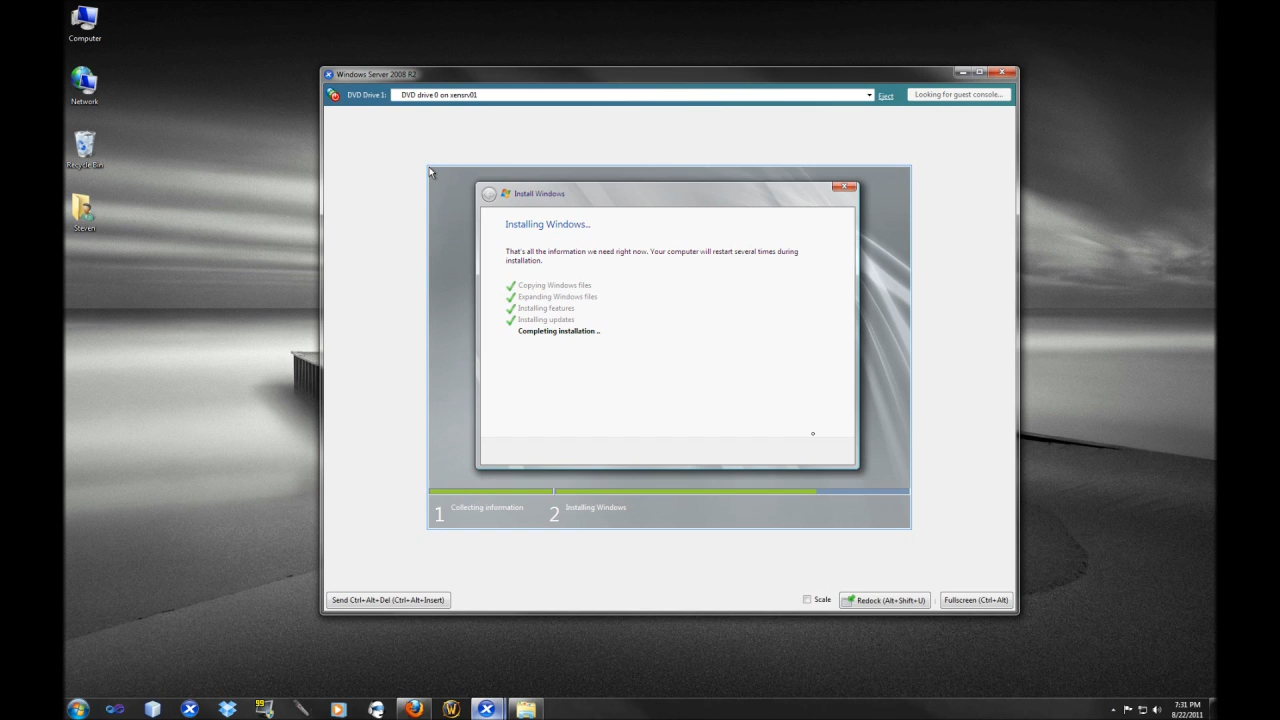 Computer
Network
Recycle Bin
Steven
Windows Server 2008 R2
DVD Drive 1:
DVD drive 0 on xensrv01
Eject
Looking for guest console...
Install Windows
Installing Windows...
That's all the information we need right now. Your computer will restart several times during
installation.
Copying Windows files
Expanding Windows files
Installing features
Installing updates
Completing installation ..
1 Collecting information
2 Installing Windows
Send Ctrl+Alt+Del (Ctrl+Alt+Insert)
Scale
Redock (Alt+Shift+U)
Fullscreen (Ctrl+Alt)
99
7:31 PM
8/22/2011